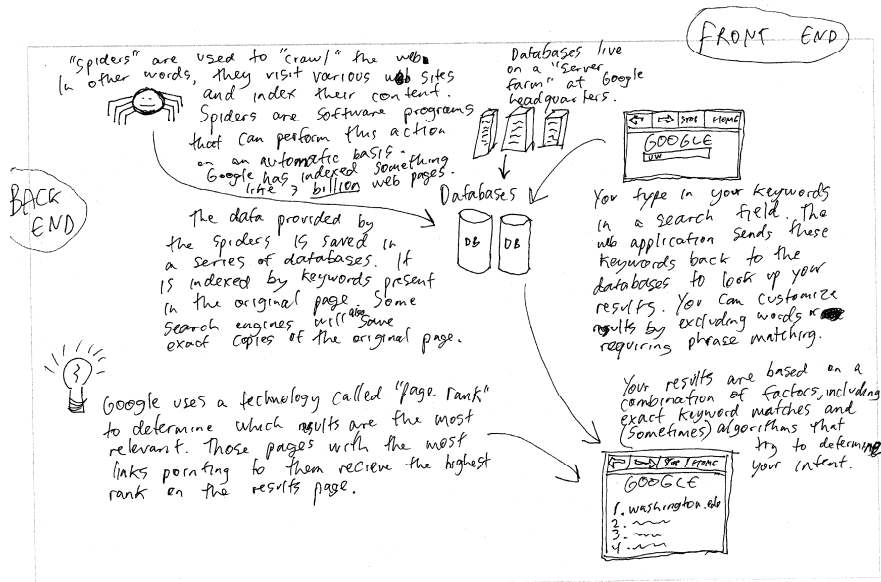 FRONT END
"Spiders" are used to "crawl" the web.
In other words, they visit various web sites
and index their content.
Spiders are software programs
that can perform this action
on an automatic basis.
Google has indexed something
like 3 billion web pages.
Databases live
on a "server
farm" at Google
headquarters.
STOP HOME
GOOGLE
UW
BACK
END
Databases
DB DB
The data provided by
the spiders is saved in
a series of databases. It
is indexed by keywords present
in the original page. Some
search engines will also save
exact copies of the original page.
You type in your keywords
in a search field. The
web application sends these
keywords back to the
databases to look up your
results. You can customize
results by excluding words or
requiring phrase matching.
Google uses a technology called "page rank"
to determine which results are the most
relevant. Those pages with the most
links pointing to them recieve the highest
rank on the results page.
Your results are based on a
combination of factors, including
exact keyword matches and
(sometimes) algorithms that
try to determine
your intent.
STOP HOME
GOOGLE
1. washington.edu
2.
3.
4.